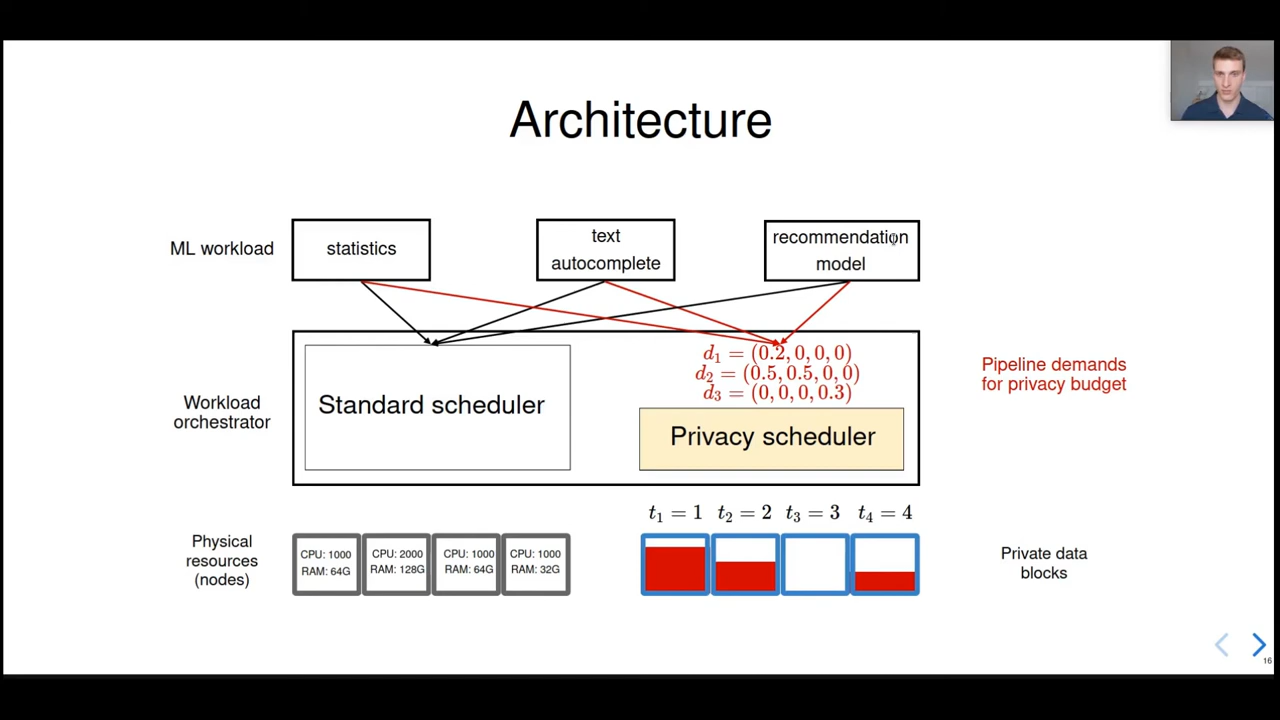 Architecture
ML workload
statistics
text
autocomplete
recommendation
model
Workload
orchestrator
Standard scheduler
d₁ = (0.2, 0, 0, 0)
d₂ = (0.5, 0.5, 0, 0)
d₃ = (0, 0, 0, 0.3)
Privacy scheduler
Pipeline demands
for privacy budget
Physical
resources
(nodes)
CPU: 1000
RAM: 64G
CPU: 2000
RAM: 128G
CPU: 1000
RAM: 64G
CPU: 1000
RAM: 32G
t₁ = 1 t₂ = 2 t₃ = 3 t₄ = 4
Private data
blocks
16